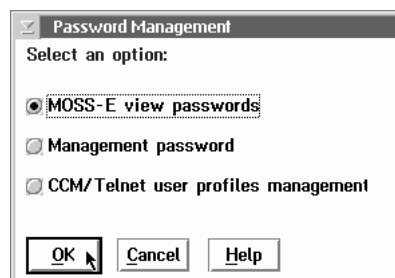 Password Management
Select an option:
MOSS-E view passwords
Management password
CCM/Telnet user profiles management
OK Cancel Help